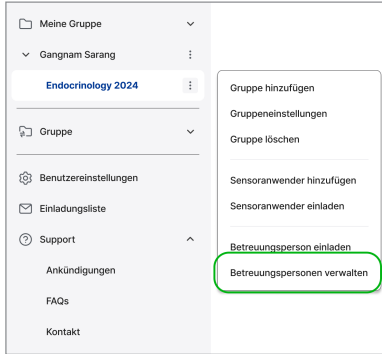 Meine Gruppe
Gangnam Sarang
Endocrinology 2024
Gruppe
Benutzereinstellungen
Einladungsliste
Support
Ankündigungen
FAQs
Kontakt
Gruppe hinzufügen
Gruppeneinstellungen
Gruppe löschen
Sensoranwender hinzufügen
Sensoranwender einladen
Betreuungsperson einladen
Betreuungspersonen verwalten